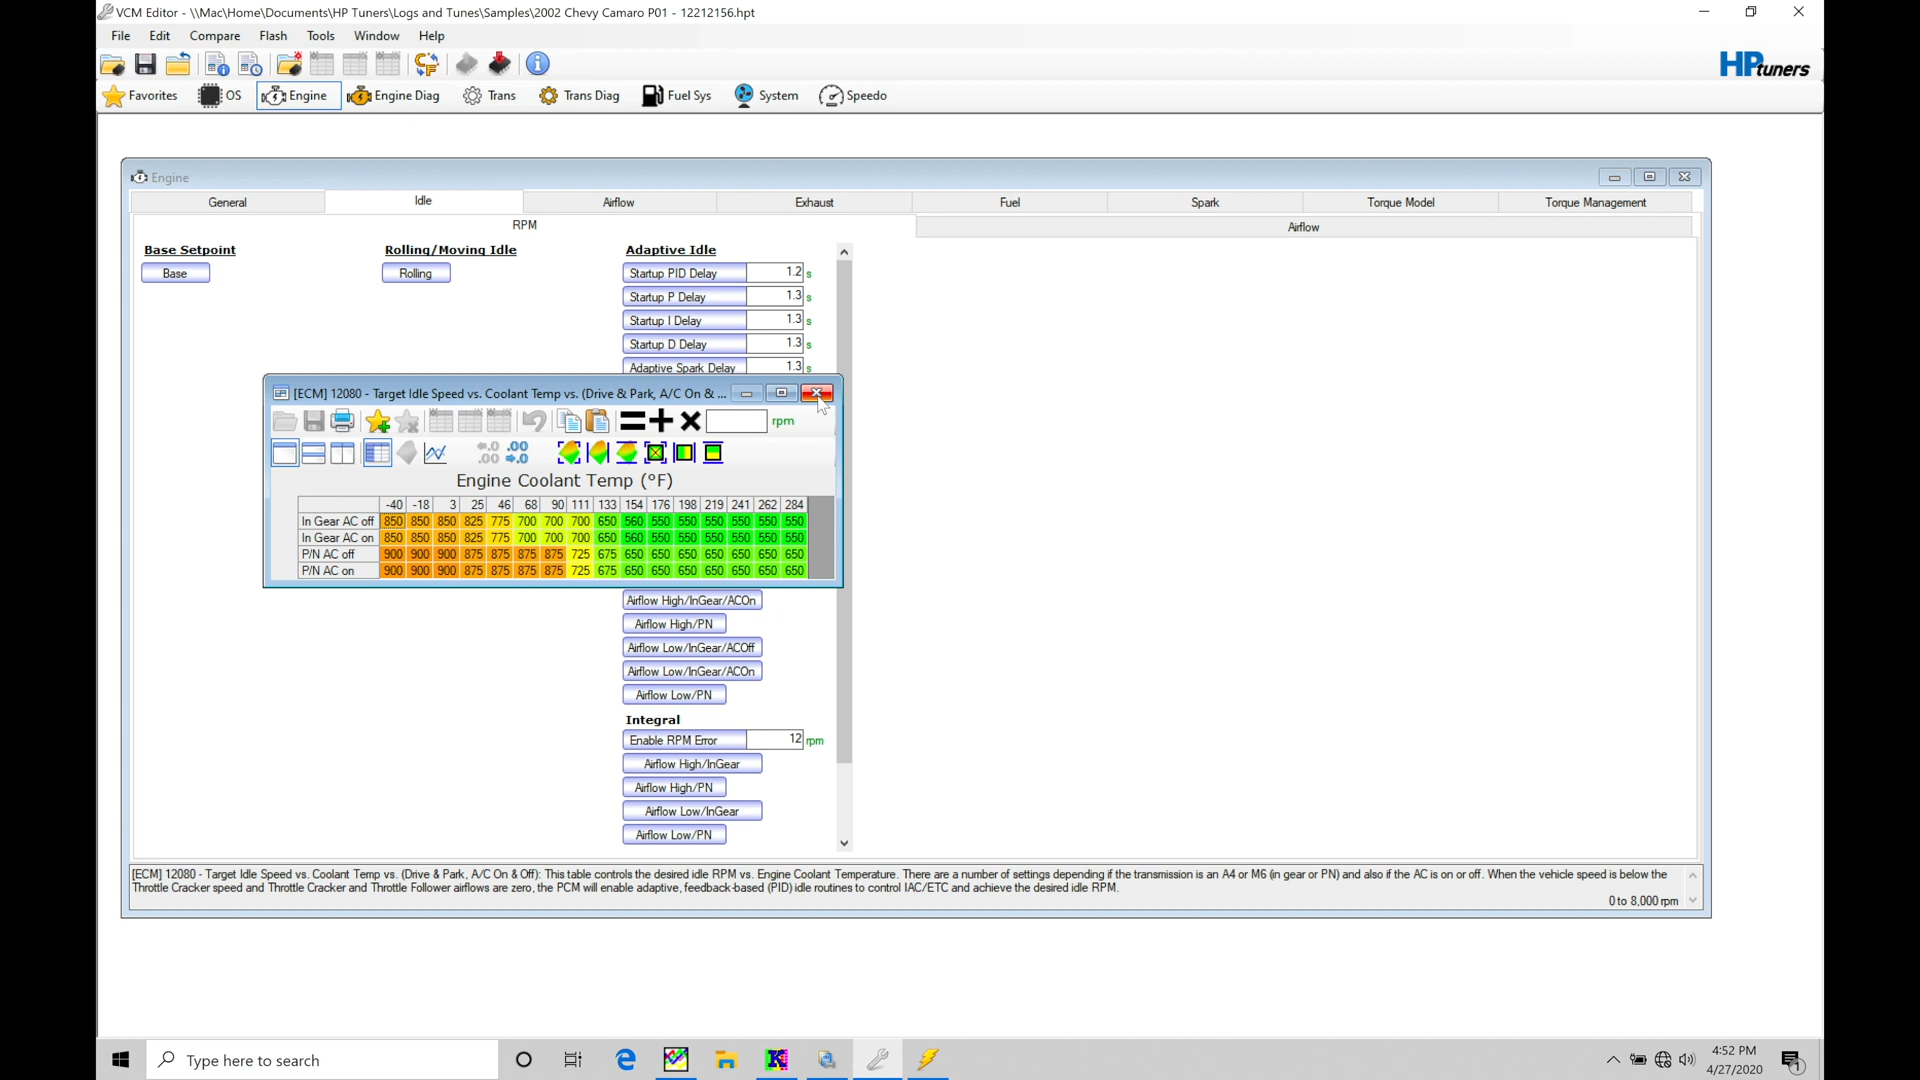 VCM Editor - \\Mac\Home\Documents\HP Tuners\Logs and Tunes\Samples\2002 Chevy Camaro P01 - 12212156.hpt
File Edit Compare Flash Tools Window Help
HPtuners
Favorites OS Engine Engine Diag Trans Trans Diag Fuel Sys System Speedo
Engine
General Idle Airflow Exhaust Fuel Spark Torque Model Torque Management
RPM Airflow
Base Setpoint Rolling/Moving Idle Adaptive Idle
Base Rolling Startup PID Delay 1.2 s
Startup P Delay 1.3 s
Startup I Delay 1.3 s
Startup D Delay 1.3 s
Adaptive Spark Delay 1.3 s
[ECM] 12080 - Target Idle Speed vs. Coolant Temp vs. (Drive & Park, A/C On & ...
rpm
←.0 .00
.00 →.0
Engine Coolant Temp (°F)
-40 -18 3 25 46 68 90 111 133 154 176 198 219 241 262 284
In Gear AC off 850 850 850 825 775 700 700 700 650 560 550 550 550 550 550 550
In Gear AC on 850 850 850 825 775 700 700 700 650 560 550 550 550 550 550 550
P/N AC off 900 900 900 875 875 875 875 725 675 650 650 650 650 650 650 650
P/N AC on 900 900 900 875 875 875 875 725 675 650 650 650 650 650 650 650
Airflow High/InGear/ACOn
Airflow High/PN
Airflow Low/InGear/ACOff
Airflow Low/InGear/ACOn
Airflow Low/PN
Integral
Enable RPM Error 12 rpm
Airflow High/InGear
Airflow High/PN
Airflow Low/InGear
Airflow Low/PN
[ECM] 12080 - Target Idle Speed vs. Coolant Temp vs. (Drive & Park, A/C On & Off): This table controls the desired idle RPM vs. Engine Coolant Temperature. There are a number of settings depending if the transmission is an A4 or M6 (in gear or PN) and also if the AC is on or off. When the vehicle speed is below the
Throttle Cracker speed and Throttle Cracker and Throttle Follower airflows are zero, the PCM will enable adaptive, feedback-based (PID) idle routines to control IAC/ETC and achieve the desired idle RPM.
0 to 8,000 rpm
Type here to search
4:52 PM
4/27/2020
1